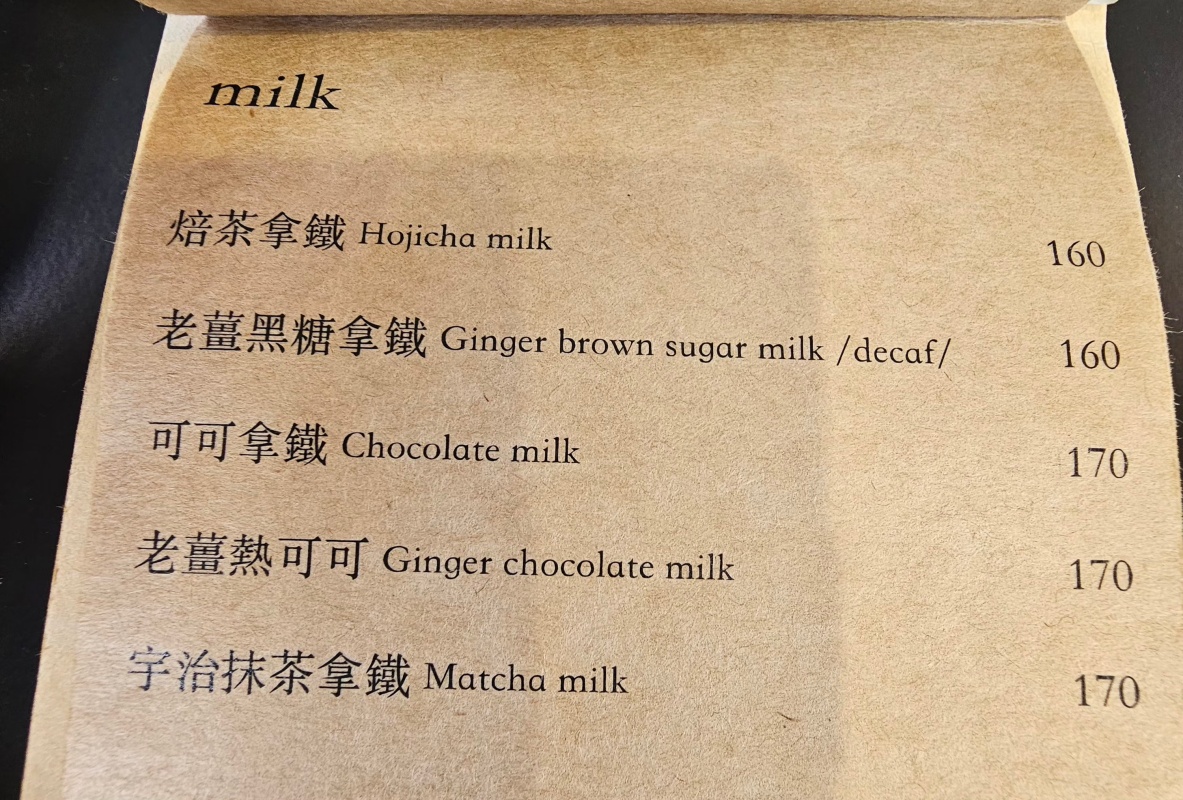 milk
焙茶拿鐵 Hojicha milk 160
老薑黑糖拿鐵 Ginger brown sugar milk /decaf/ 160
可可拿鐵 Chocolate milk 170
老薑熱可可 Ginger chocolate milk 170
宇治抹茶拿鐵 Matcha milk 170